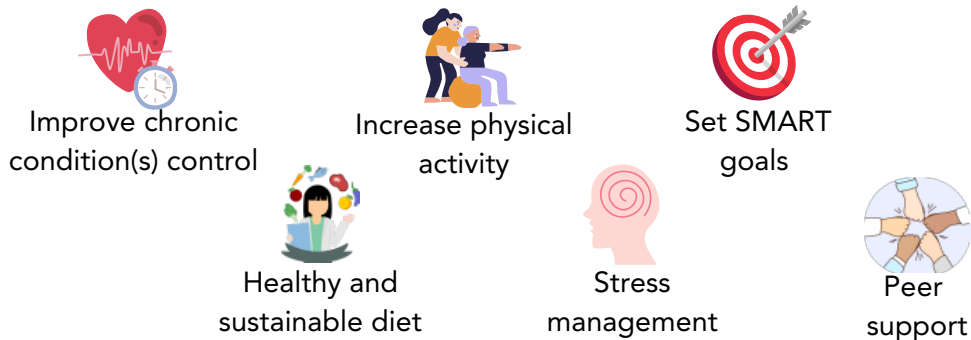 Improve chronic
condition(s) control
Increase physical
activity
Set SMART
goals
Healthy and
sustainable diet
Stress
management
Peer
support